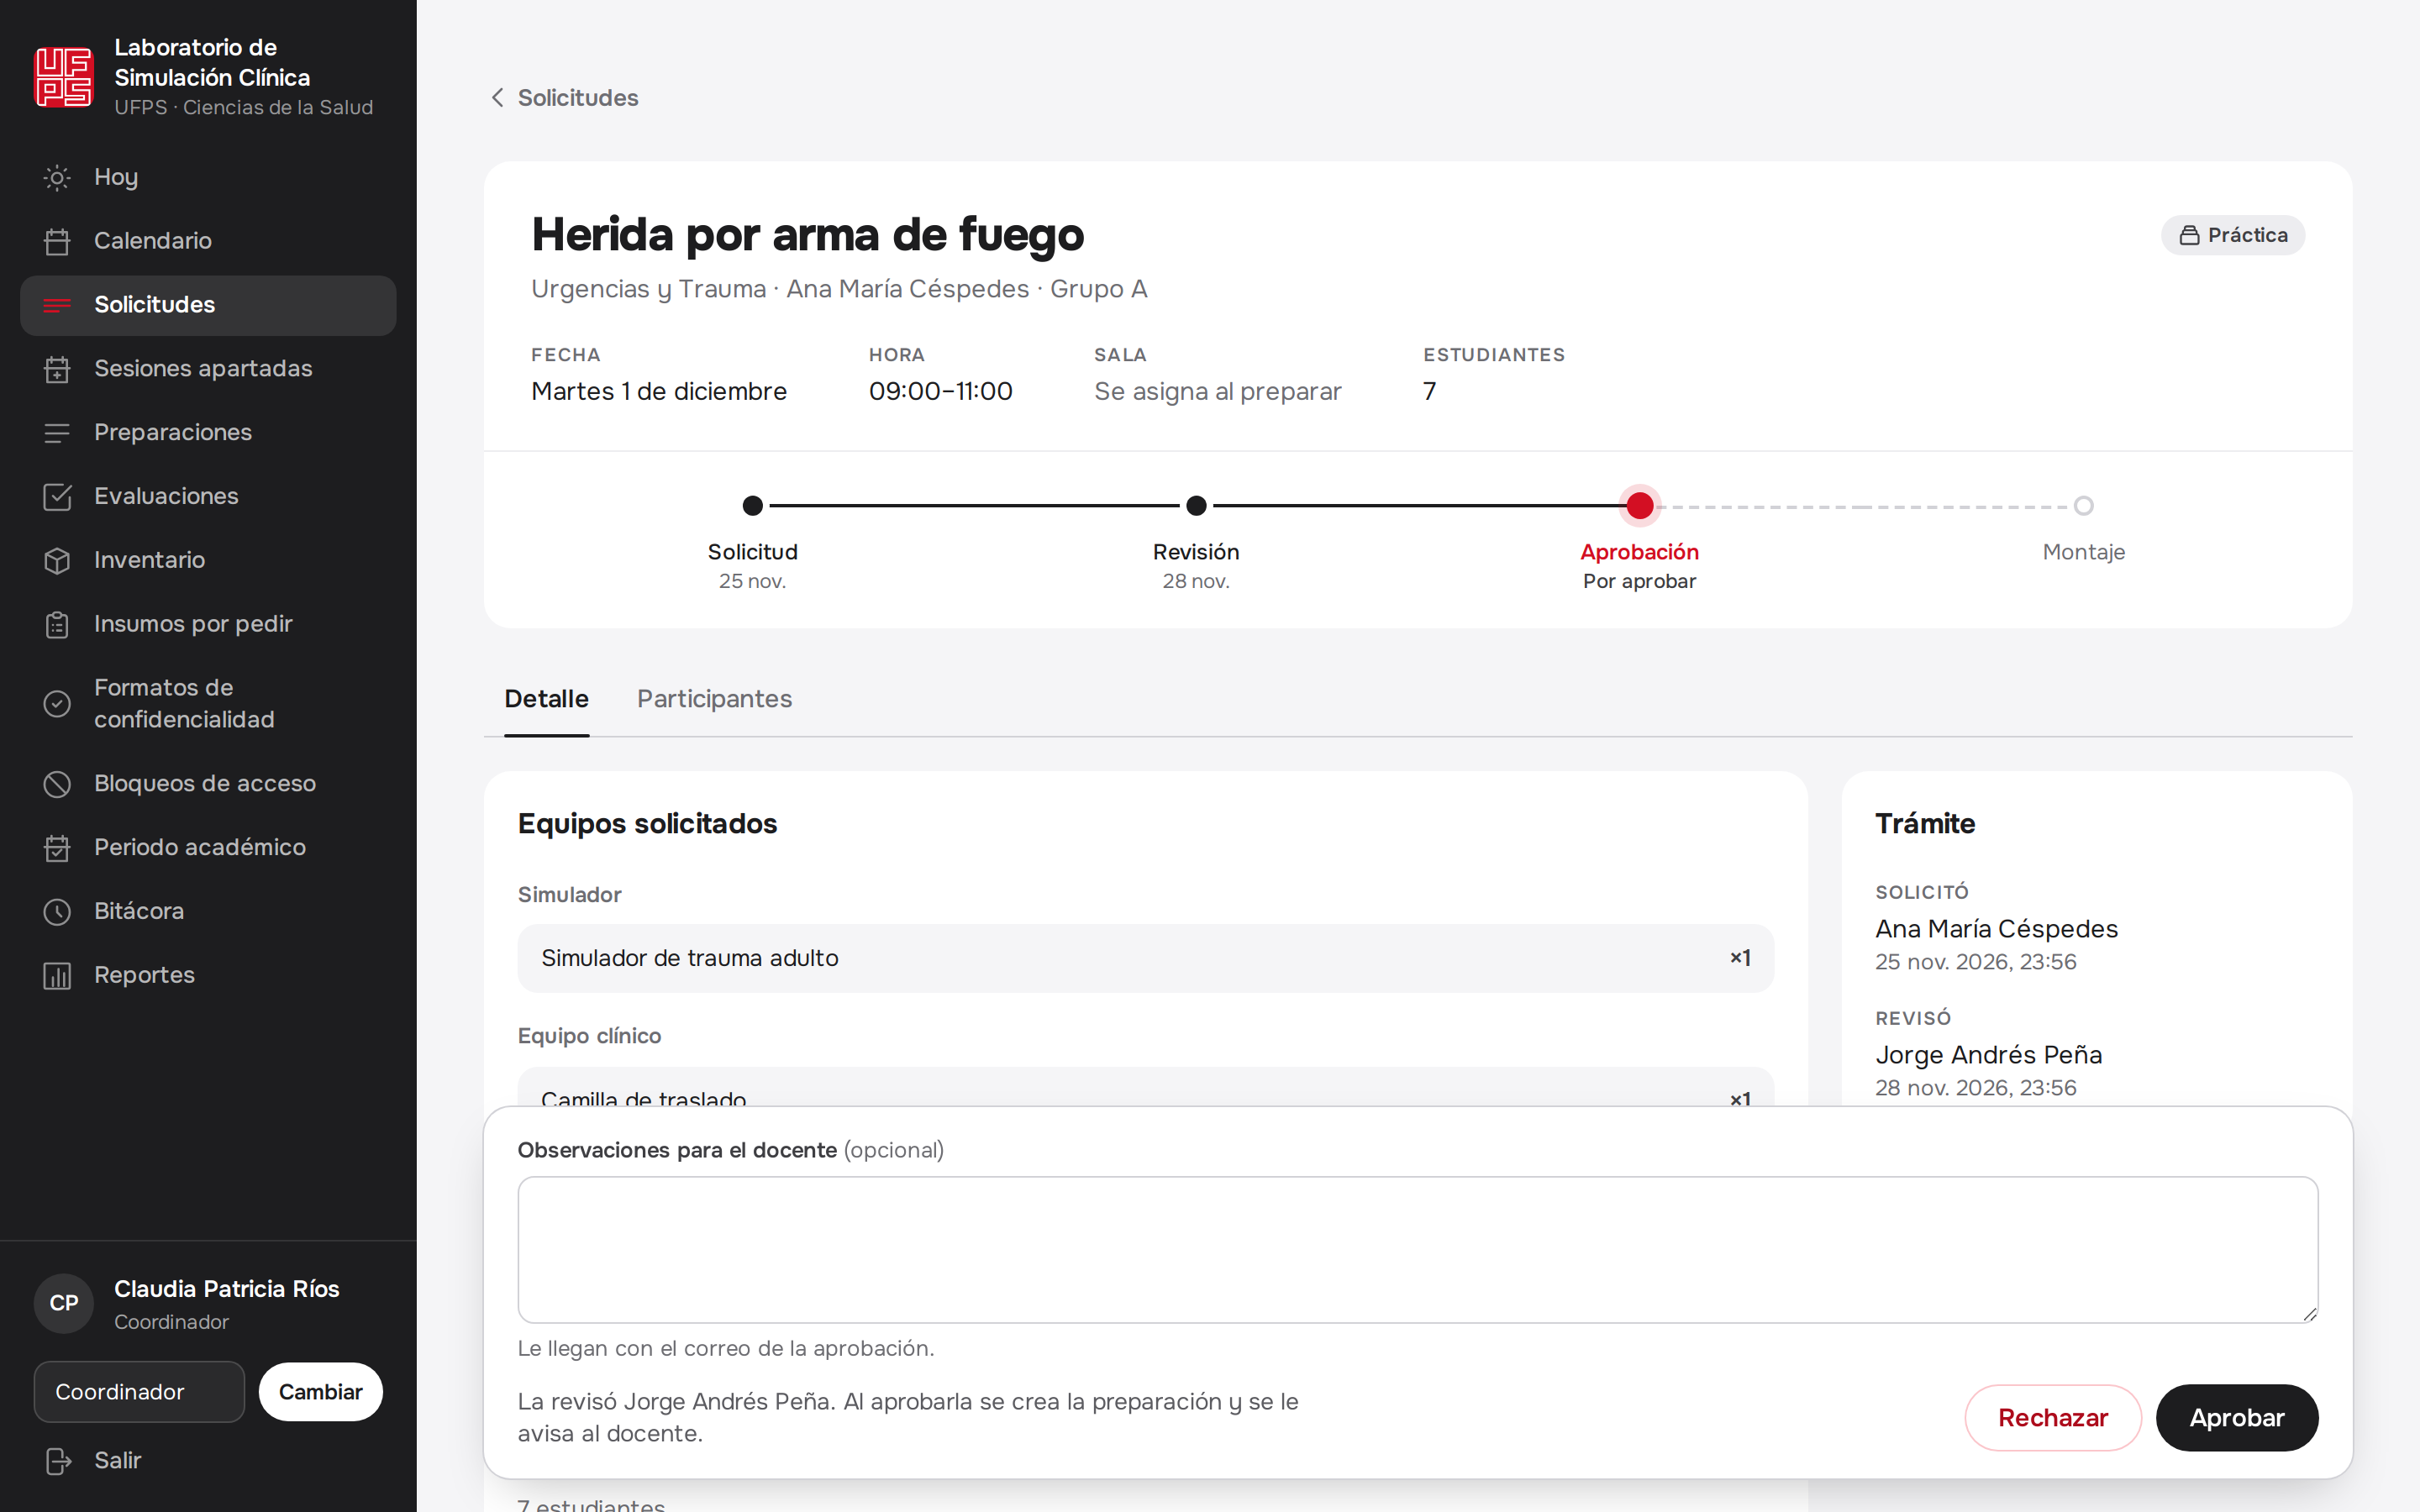 UFPS
Laboratorio de
Simulación Clínica
UFPS · Ciencias de la Salud
Hoy
Calendario
Solicitudes
Sesiones apartadas
Preparaciones
Evaluaciones
Inventario
Insumos por pedir
Formatos de
confidencialidad
Bloqueos de acceso
Periodo académico
Bitácora
Reportes
CP
Claudia Patricia Ríos
Coordinador
Coordinador
Cambiar
Salir
Solicitudes
Herida por arma de fuego
Práctica
Urgencias y Trauma · Ana María Céspedes · Grupo A
FECHA
Martes 1 de diciembre
HORA
09:00–11:00
SALA
Se asigna al preparar
ESTUDIANTES
7
Solicitud
25 nov.
Revisión
28 nov.
Aprobación
Por aprobar
Montaje
Detalle
Participantes
Equipos solicitados
Simulador
Simulador de trauma adulto ×1
Equipo clínico
Camilla de traslado ×1
Trámite
SOLICITÓ
Ana María Céspedes
25 nov. 2026, 23:56
REVISÓ
Jorge Andrés Peña
28 nov. 2026, 23:56
Observaciones para el docente (opcional)
Le llegan con el correo de la aprobación.
La revisó Jorge Andrés Peña. Al aprobarla se crea la preparación y se le
avisa al docente.
Rechazar
Aprobar
7 estudiantes